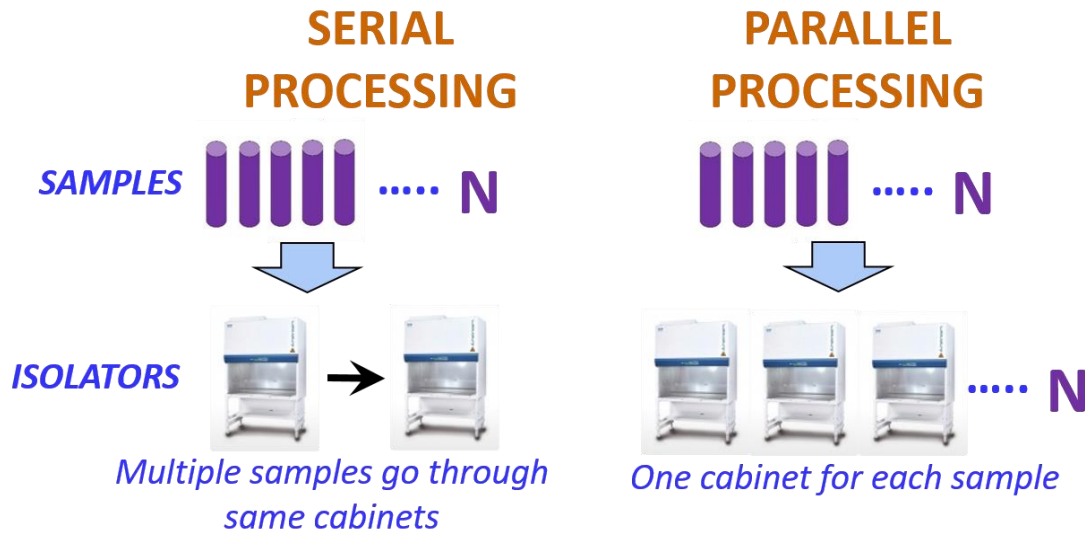 SERIAL
PROCESSING
PARALLEL
PROCESSING
SAMPLES
..... N
..... N
ISOLATORS
..... N
Multiple samples go through
same cabinets
One cabinet for each sample